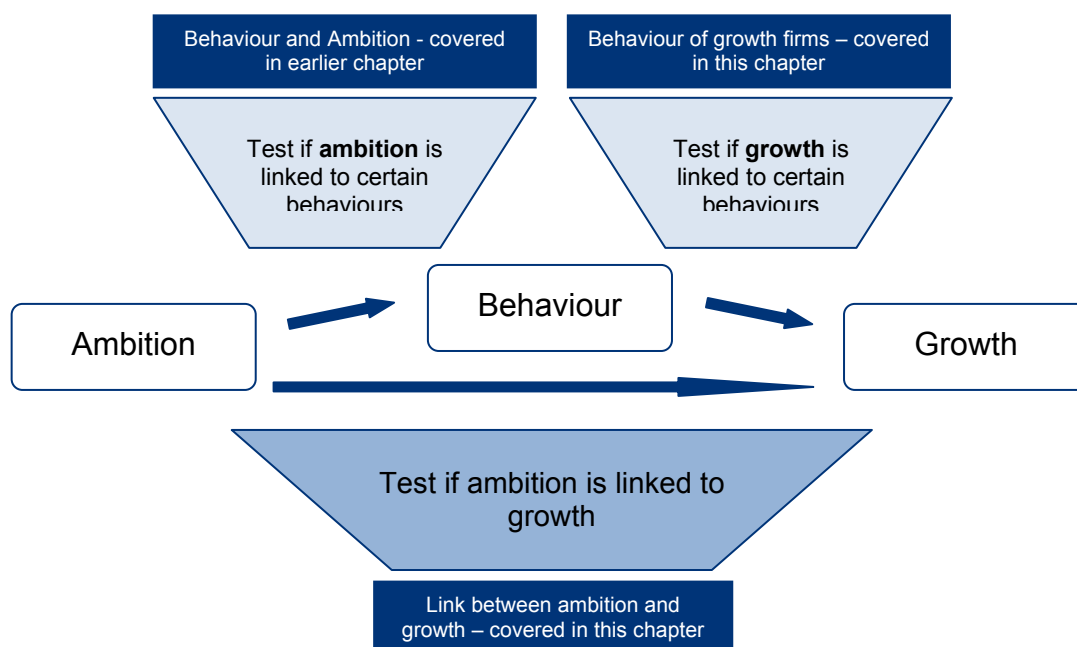 Behaviour and Ambition - covered
in earlier chapter
Behaviour of growth firms – covered
in this chapter
Test if ambition is
linked to certain
behaviours
Test if growth is
linked to certain
behaviours
Behaviour
Ambition
Growth
Test if ambition is linked to
growth
Link between ambition and
growth – covered in this chapter